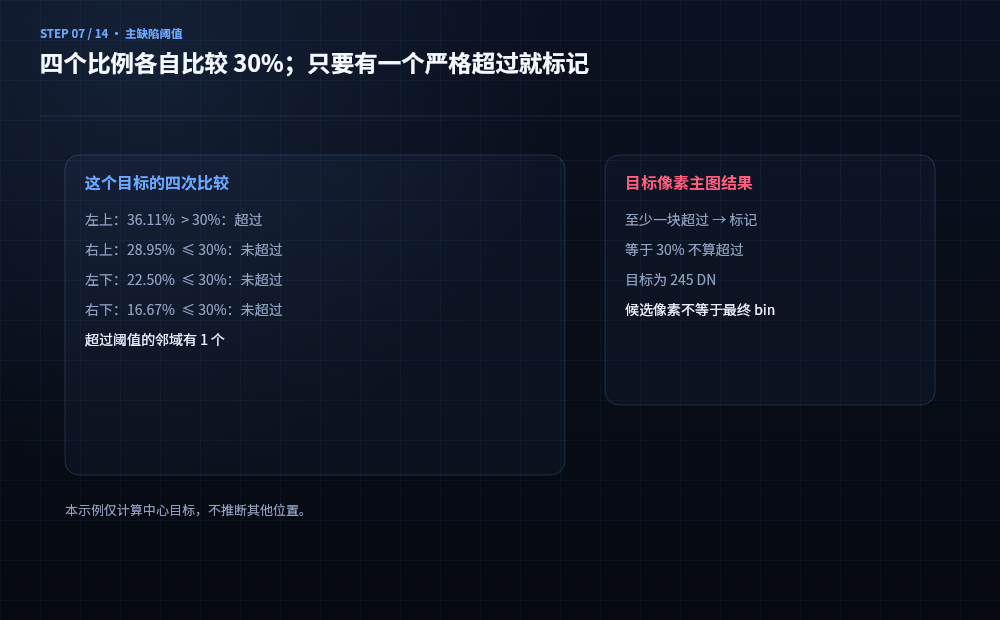 STEP 07 / 14 • 主缺陷阈值
四个比例各自比较 30%；只要有一个严格超过就标记
这个目标的四次比较
左上：36.11% > 30%：超过
右上：28.95% ≤ 30%：未超过
左下：22.50% ≤ 30%：未超过
右下：16.67% ≤ 30%：未超过
超过阈值的邻域有 1 个
目标像素主图结果
至少一块超过 → 标记
等于 30% 不算超过
目标为 245 DN
候选像素不等于最终 bin
本示例仅计算中心目标，不推断其他位置。